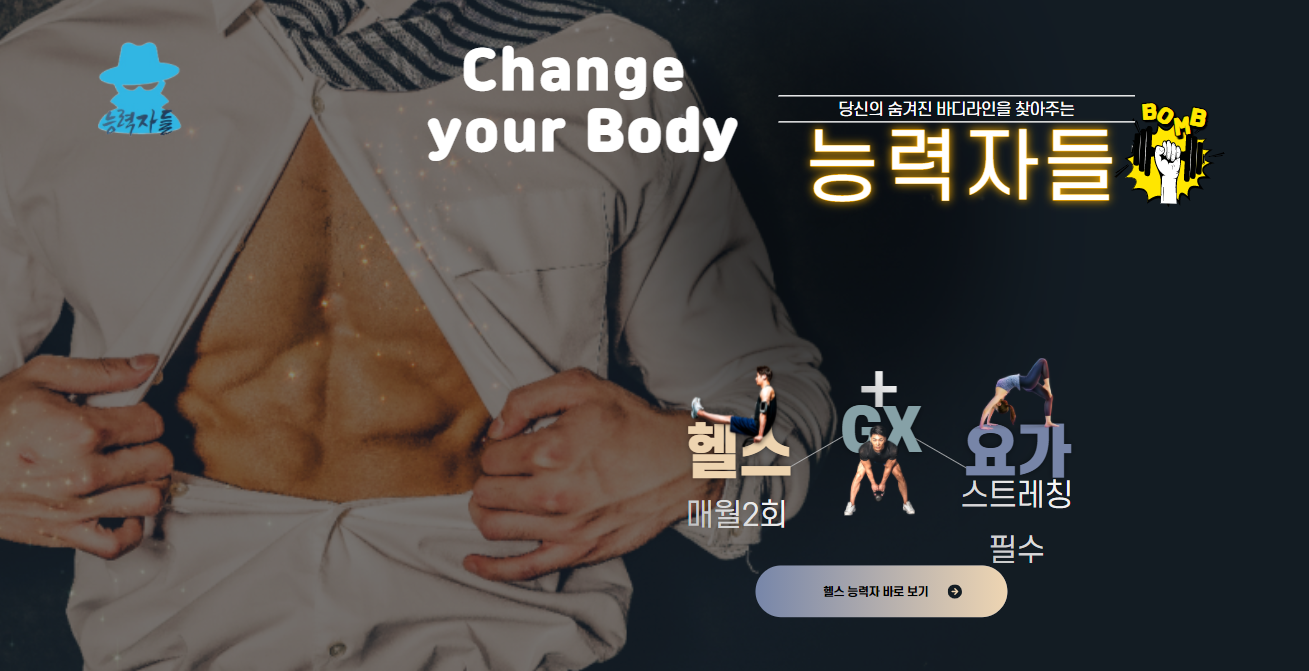 능력자들
Change
your Body
당신의 숨겨진 바디라인을 찾아주는
능력자들
BOMB
헬스
매월2회
+
GX
요가
스트레칭
필수
헬스 능력자 바로 보기